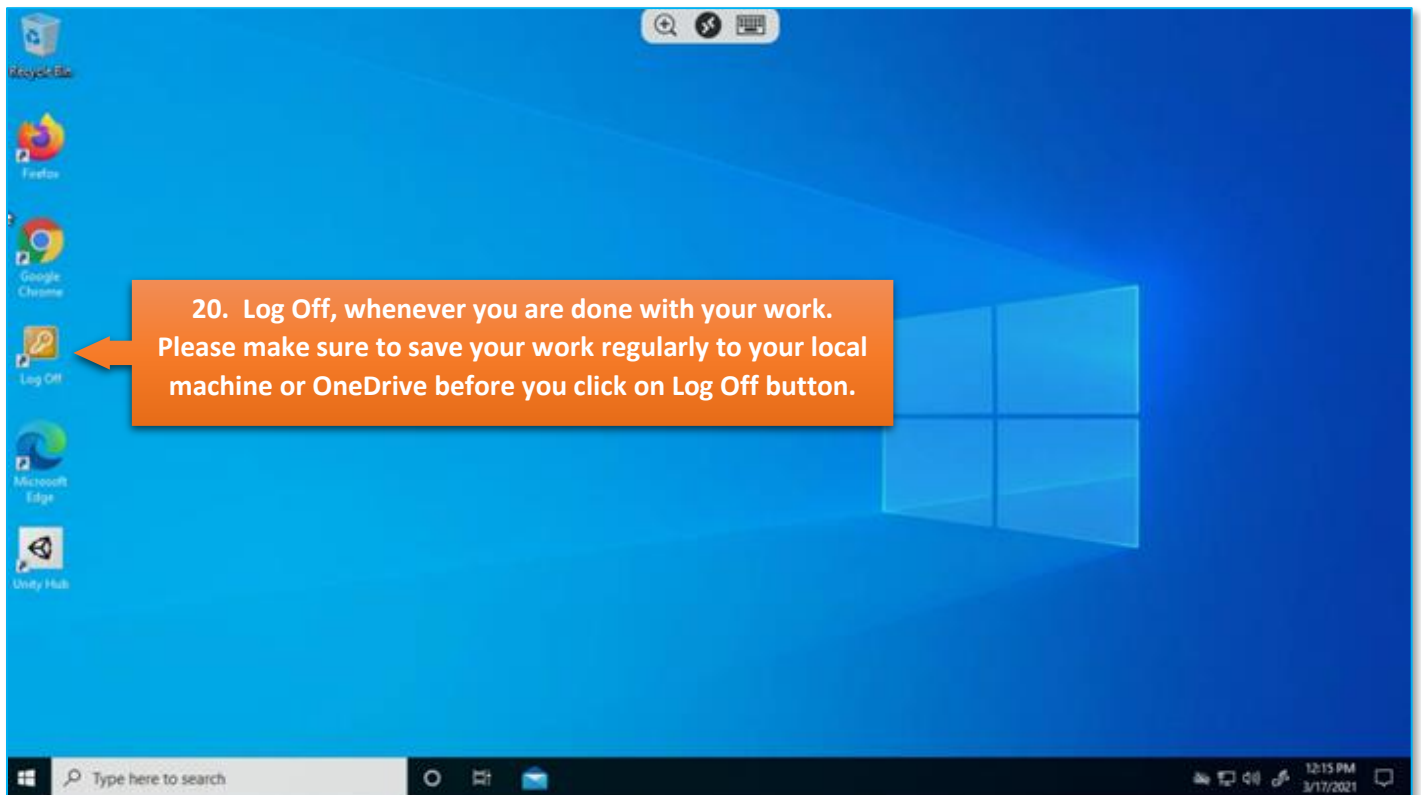 Recycle Bin
Firefox
Google
Chrome
20. Log Off, whenever you are done with your work.
Please make sure to save your work regularly to your local
machine or OneDrive before you click on Log Off button.
Log Off
Microsoft
Edge
Unity Hub
Type here to search
12:15 PM
3/17/2021